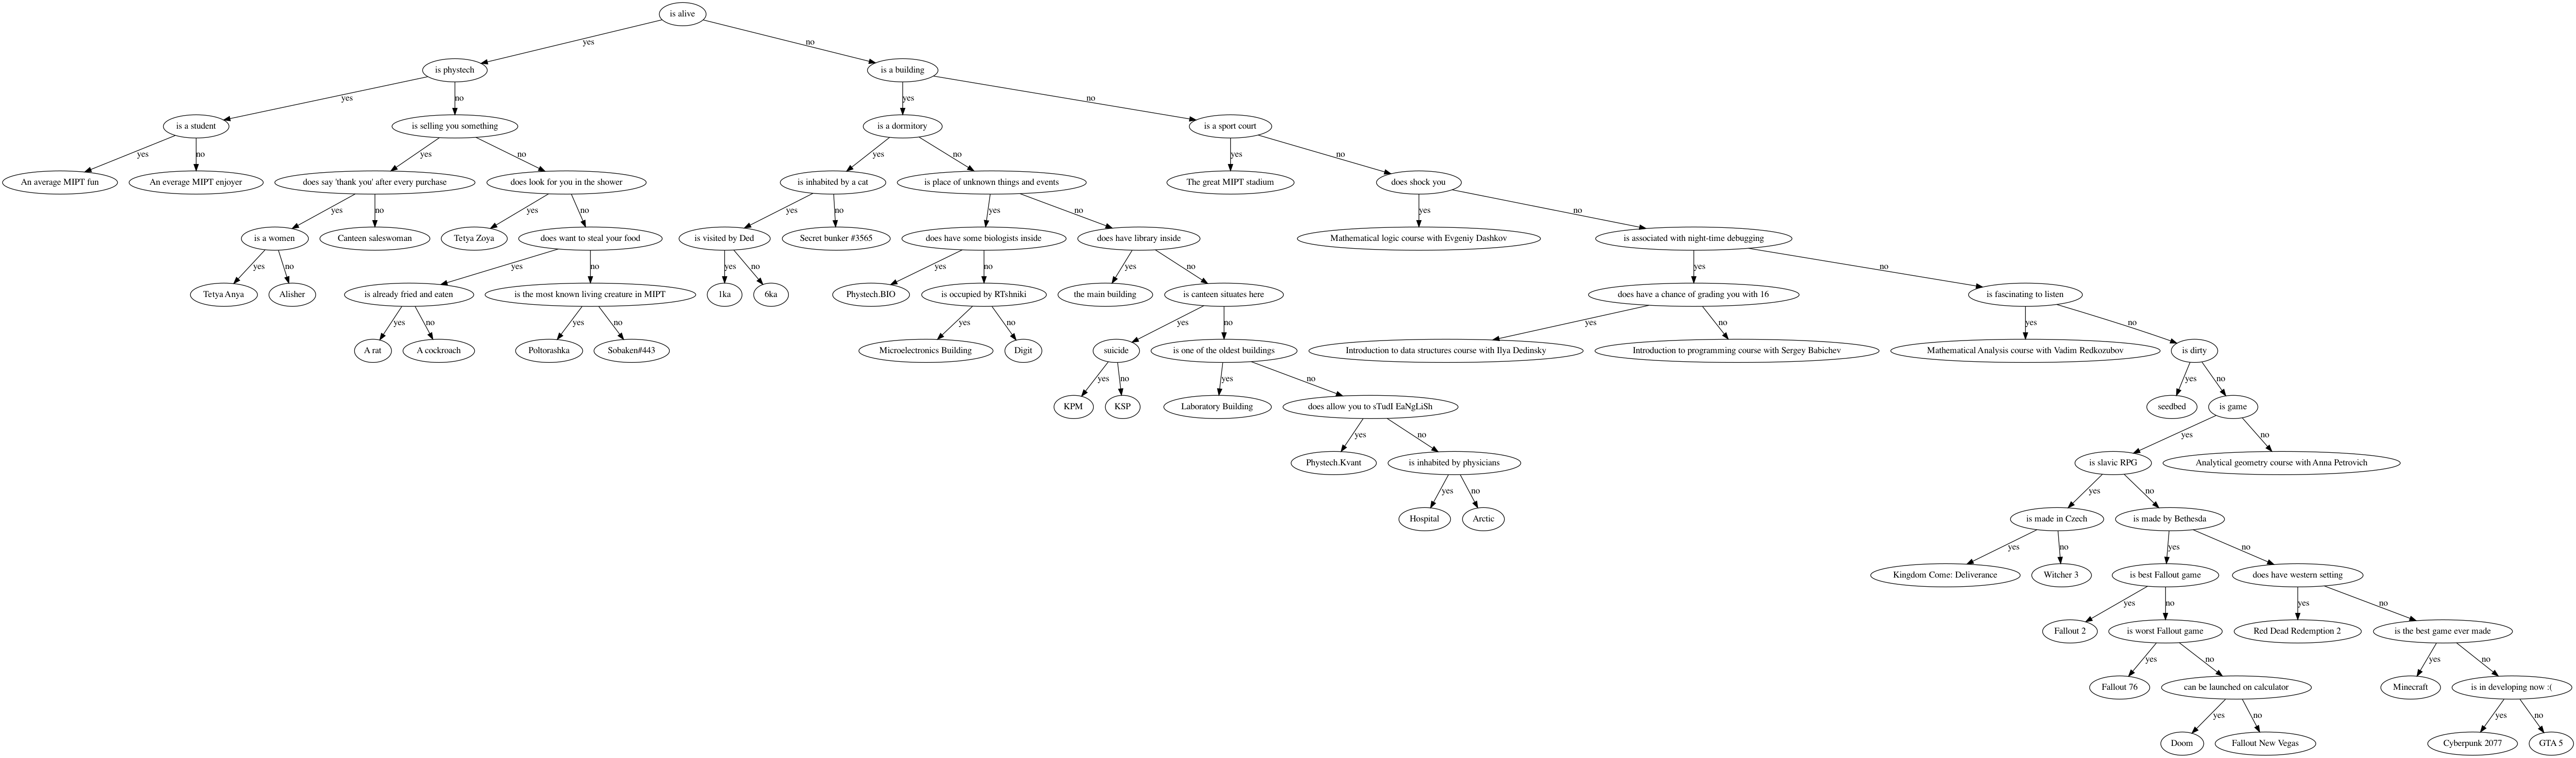 is alive
yes
no
is phystech
is a building
yes
no
yes
no
is a student
is selling you something
is a dormitory
is a sport court
yes
no
yes
no
yes
no
yes
no
An average MIPT fun
An everage MIPT enjoyer
does say 'thank you' after every purchase
does look for you in the shower
is inhabited by a cat
is place of unknown things and events
The great MIPT stadium
does shock you
yes
no
yes
no
yes
no
yes
no
yes
no
is a women
Canteen saleswoman
Tetya Zoya
does want to steal your food
is visited by Ded
Secret bunker #3565
does have some biologists inside
does have library inside
Mathematical logic course with Evgeniy Dashkov
is associated with night-time debugging
yes
no
yes
no
yes
no
yes
no
yes
no
yes
no
Tetya Anya
Alisher
is already fried and eaten
is the most known living creature in MIPT
1ka
6ka
Phystech.BIO
is occupied by RTshniki
the main building
is canteen situates here
does have a chance of grading you with 16
is fascinating to listen
yes
no
yes
no
yes
no
yes
no
yes
no
yes
no
A rat
A cockroach
Poltorashka
Sobaken#443
Microelectronics Building
Digit
suicide
is one of the oldest buildings
Introduction to data structures course with Ilya Dedinsky
Introduction to programming course with Sergey Babichev
Mathematical Analysis course with Vadim Redkozubov
is dirty
yes
no
yes
no
yes
no
KPM
KSP
Laboratory Building
does allow you to sTudI EaNgLiSh
seedbed
is game
yes
no
yes
no
Phystech.Kvant
is inhabited by physicians
is slavic RPG
Analytical geometry course with Anna Petrovich
yes
no
yes
no
Hospital
Arctic
is made in Czech
is made by Bethesda
yes
no
yes
no
Kingdom Come: Deliverance
Witcher 3
is best Fallout game
does have western setting
yes
no
yes
no
Fallout 2
is worst Fallout game
Red Dead Redemption 2
is the best game ever made
yes
no
yes
no
Fallout 76
can be launched on calculator
Minecraft
is in developing now :(
yes
no
yes
no
Doom
Fallout New Vegas
Cyberpunk 2077
GTA 5